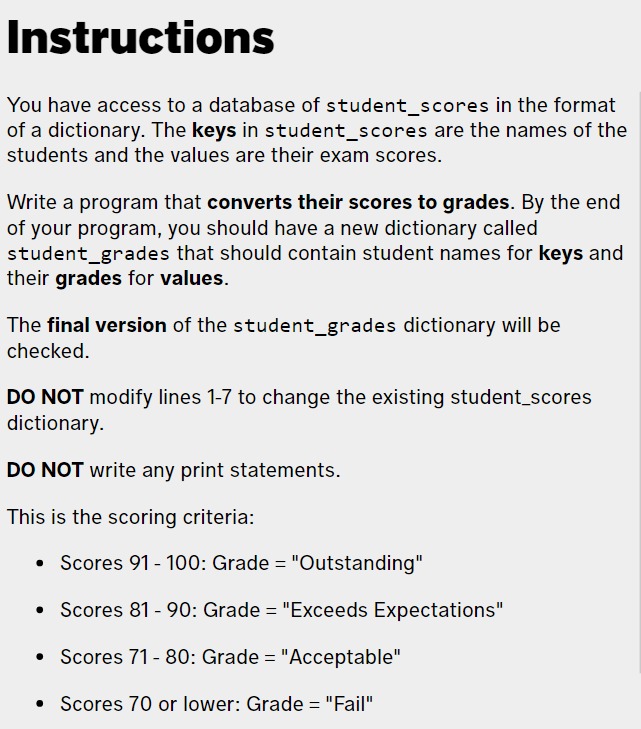 Instructions
You have access to a database of student_scores in the format
of a dictionary. The keys in student_scores are the names of the
students and the values are their exam scores.
Write a program that converts their scores to grades. By the end
of your program, you should have a new dictionary called
student_grades that should contain student names for keys and
their grades for values.
The final version of the student_grades dictionary will be
checked.
DO NOT modify lines 1-7 to change the existing student_scores
dictionary.
DO NOT write any print statements.
This is the scoring criteria:
• Scores 91 - 100: Grade = "Outstanding"
• Scores 81 - 90: Grade = "Exceeds Expectations"
• Scores 71 - 80: Grade = "Acceptable"
• Scores 70 or lower: Grade = "Fail"